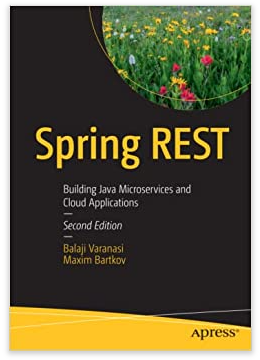 Spring REST
Building Java Microservices and
Cloud Applications
Second Edition
Balaji Varanasi
Maxim Bartkov
Apress®